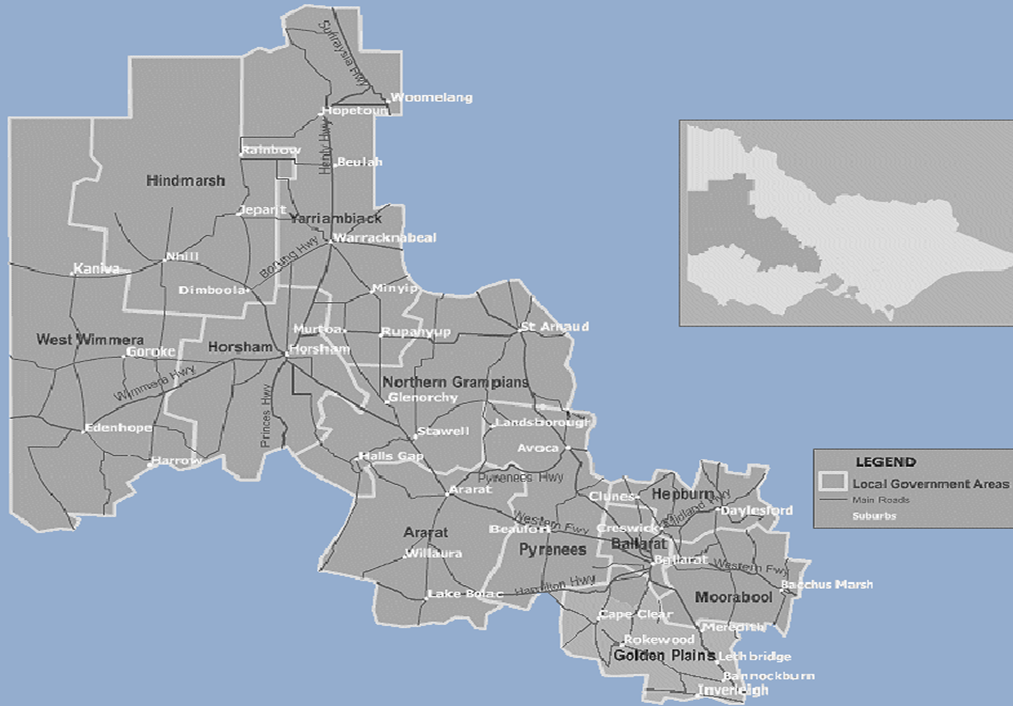 Sunraysia Hwy
Woomelang
Hopetoun
Henty Hwy
Rainbow
Beulah
Hindmarsh
Jeparit
Yarriambiack
Warracknabeal
Borung Hwy
Nhill
Kaniva
Dimboola
Minyip
Murtoa
Rupanyup
St Arnaud
West Wimmera
Goroke
Horsham
Horsham
Wimmera Hwy
Northern Grampians
Glenorchy
Princes Hwy
Edenhope
Stawell
Landsborough
Avoca
Harrow
Halls Gap
Pyrenees Hwy
Ararat
Clunes
Hepburn
Midland Hwy
Daylesford
Western Fwy
Beaufort
Creswick
Ararat
Willaura
Pyrenees
Ballarat
Ballarat
Western Fwy
Bacchus Marsh
Hamilton Hwy
Lake Bolac
Moorabool
Cape Clear
Meredith
Rokewood
Golden Plains
Lethbridge
Bannockburn
Inverleigh
LEGEND
Local Government Areas
Main Roads
Suburbs